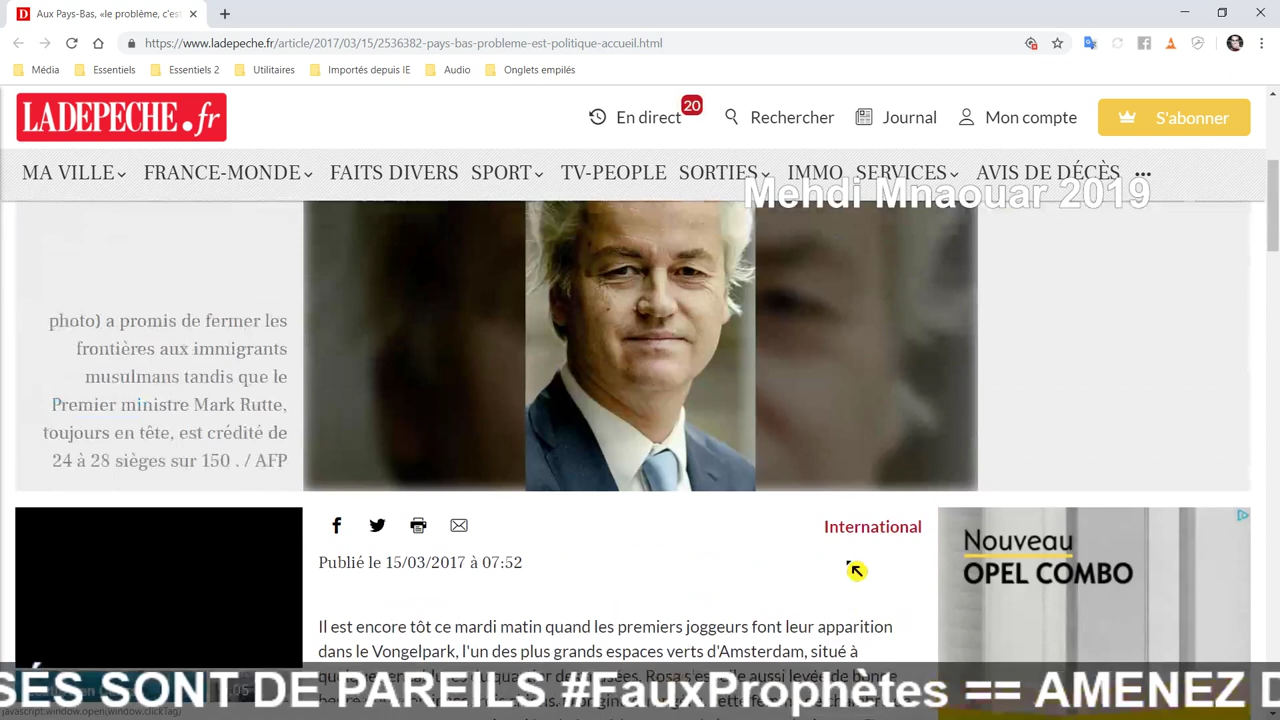 Aux Pays-Bas, «le problème, c'est
https://www.ladepeche.fr/article/2017/03/15/2536382-pays-bas-probleme-est-politique-accueil.html
Média Essentiels Essentiels 2 Utilitaires Importés depuis IE Audio Onglets empilés
LADEPECHE.fr
En direct 20 Rechercher Journal Mon compte S'abonner
MA VILLE FRANCE-MONDE FAITS DIVERS SPORT TV-PEOPLE SORTIES IMMO SERVICES AVIS DE DÉCÈS
Mehdi Mnaouar 2019
photo) a promis de fermer les
frontières aux immigrants
musulmans tandis que le
Premier ministre Mark Rutte,
toujours en tête, est crédité de
24 à 28 sièges sur 150 . / AFP
International
Publié le 15/03/2017 à 07:52
Nouveau
OPEL COMBO
Il est encore tôt ce mardi matin quand les premiers joggeurs font leur apparition
dans le Vongelpark, l'un des plus grands espaces verts d'Amsterdam, situé à
SÉS SONT DE PAREILS #FauxProphètes == AMENEZ D
javascript:window.open(window.clickTag)